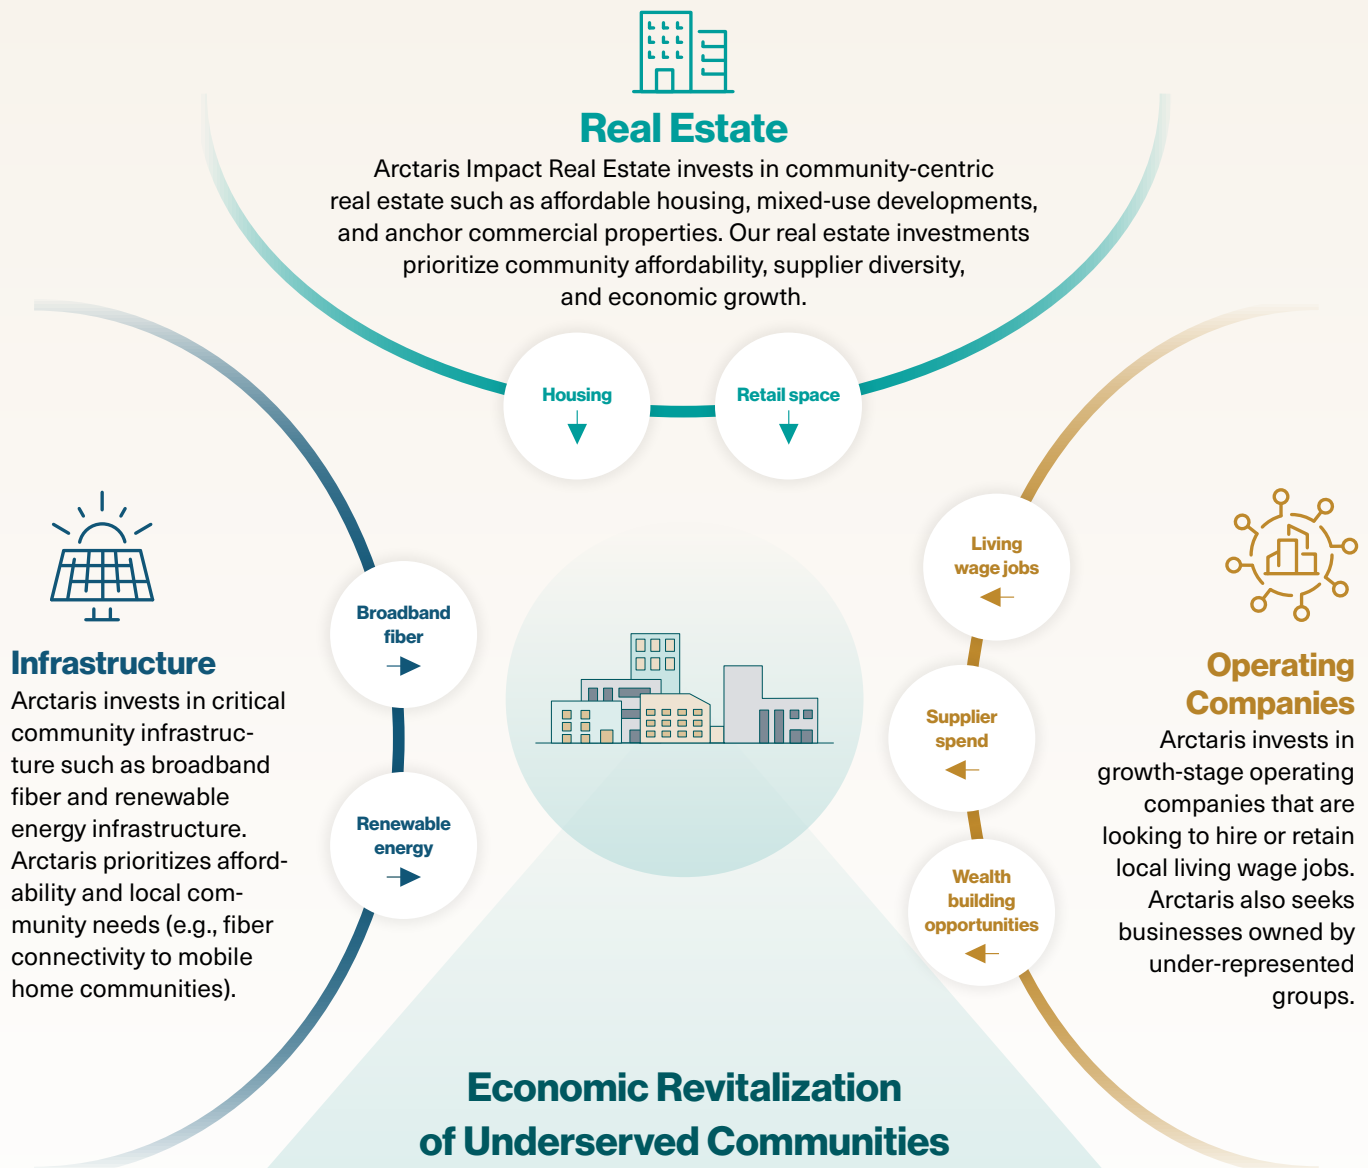 Real Estate
Arctaris Impact Real Estate invests in community-centric
real estate such as affordable housing, mixed-use developments,
and anchor commercial properties. Our real estate investments
prioritize community affordability, supplier diversity,
and economic growth.
Housing
Retail space
Infrastructure
Arctaris invests in critical
community infrastruc-
ture such as broadband
fiber and renewable
energy infrastructure.
Arctaris prioritizes afford-
ability and local com-
munity needs (e.g., fiber
connectivity to mobile
home communities).
Broadband
fiber
Renewable
energy
Living
wage jobs
Supplier
spend
Wealth
building
opportunities
Operating
Companies
Arctaris invests in
growth-stage operating
companies that are
looking to hire or retain
local living wage jobs.
Arctaris also seeks
businesses owned by
under-represented
groups.
Economic Revitalization
of Underserved Communities